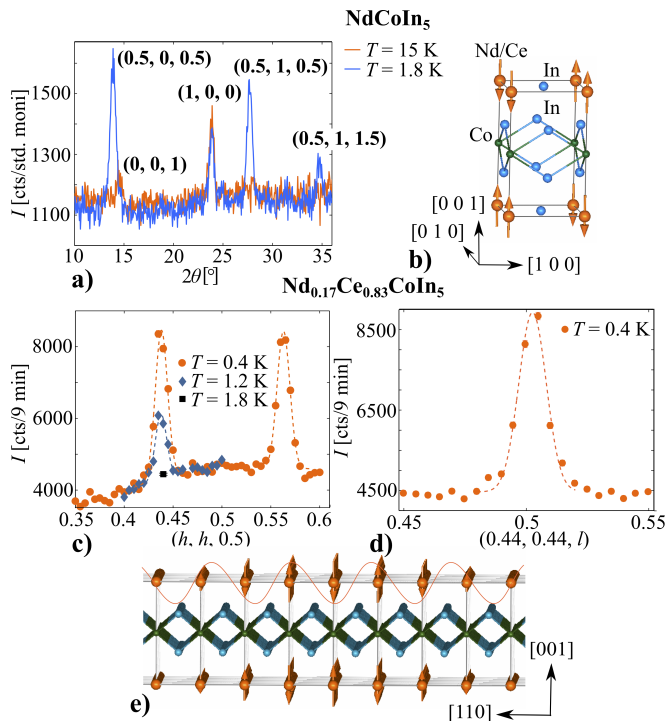 NdCoIn5
T = 15 K
T = 1.8 K
(0.5, 0, 0.5)
(0, 0, 1)
(1, 0, 0)
(0.5, 1, 0.5)
(0.5, 1, 1.5)
I [cts/std. moni]
1500
1300
1100
10 15 20 25 30 35
2θ[°]
a)
Nd/Ce
In
In
Co
[0 0 1]
[0 1 0]
[1 0 0]
b)
Nd0.17Ce0.83CoIn5
I [cts/9 min]
8000
6000
4000
T = 0.4 K
T = 1.2 K
T = 1.8 K
0.35 0.4 0.45 0.5 0.55 0.6
(h, h, 0.5)
c)
I [cts/9 min]
8500
6500
4500
T = 0.4 K
0.45 0.5 0.55
(0.44, 0.44, l)
d)
[001]
[110]
e)